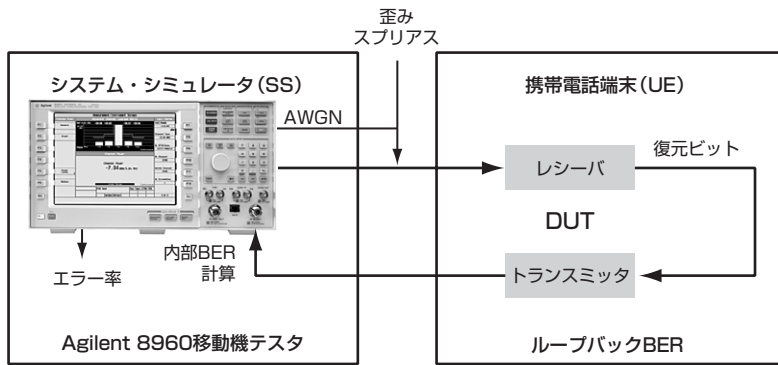 歪み
スプリアス
システム・シミュレータ(SS)
携帯電話端末(UE)
Agilent
AWGN
レシーバ
復元ビット
DUT
内部BER
計算
エラー率
トランスミッタ
Agilent 8960移動機テスタ
ループバックBER